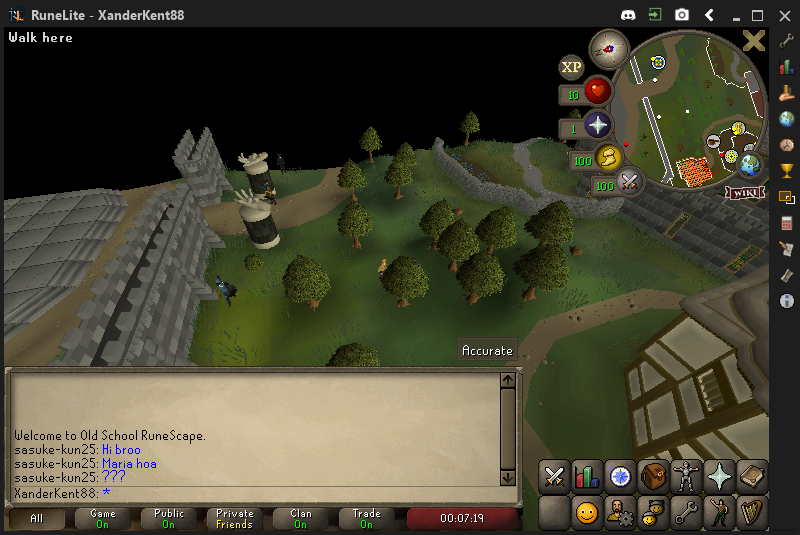 RuneLite - XanderKent88
Walk here
XP
10
1
100
100
WIKI
Accurate
Welcome to Old School RuneScape.
sasuke-kun25: Hi broo
sasuke-kun25: Maria hoa
sasuke-kun25: ???
XanderKent88: *
All
Game
On
Public
On
Private
Friends
Clan
On
Trade
On
00:07:19